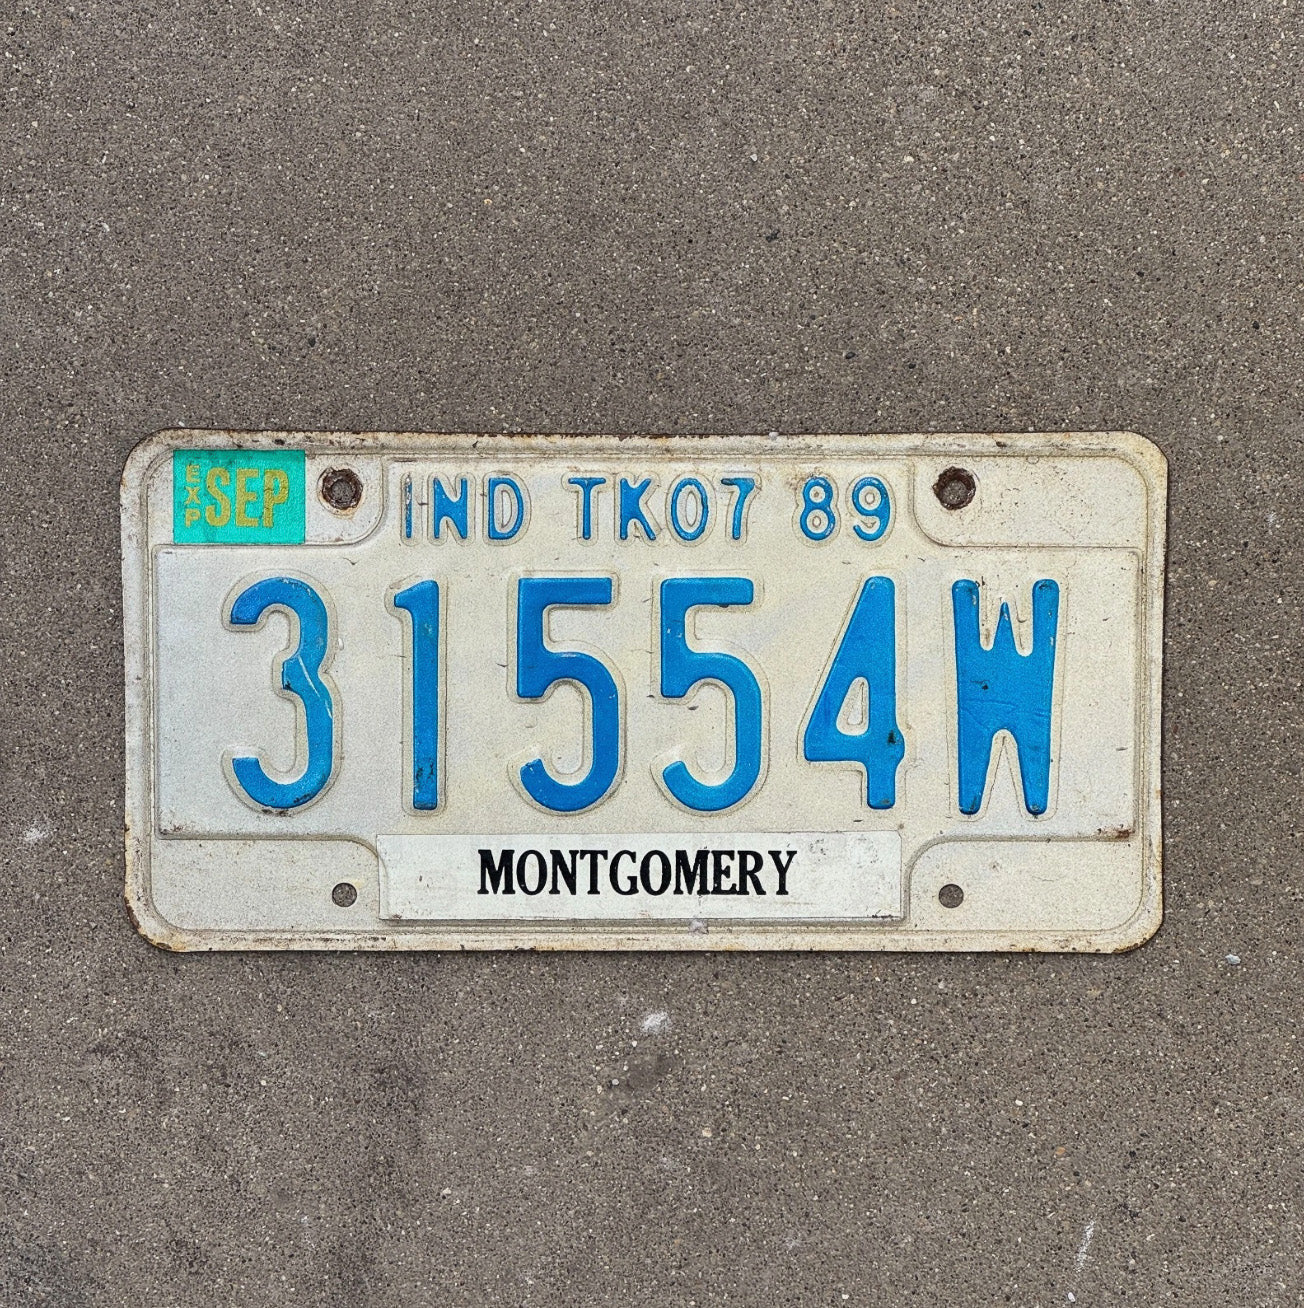 EXP SEP
IND TK07 89
31554W
MONTGOMERY